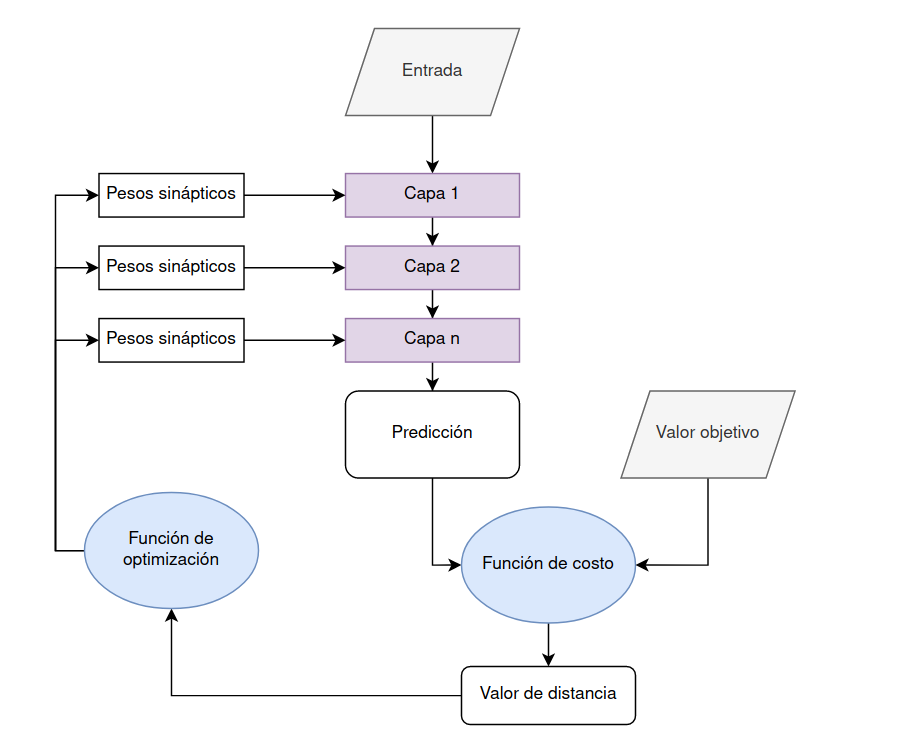 Entrada
Pesos sinápticos
Capa 1
Pesos sinápticos
Capa 2
Pesos sinápticos
Capa n
Predicción
Valor objetivo
Función de
optimización
Función de costo
Valor de distancia